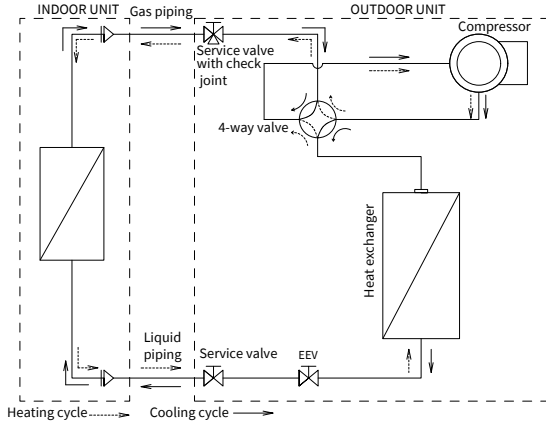 INDOOR UNIT
Gas piping
OUTDOOR UNIT
Compressor
Service valve
with check
joint
4-way valve
Heat exchanger
Liquid
piping
Service valve
EEV
Heating cycle
Cooling cycle